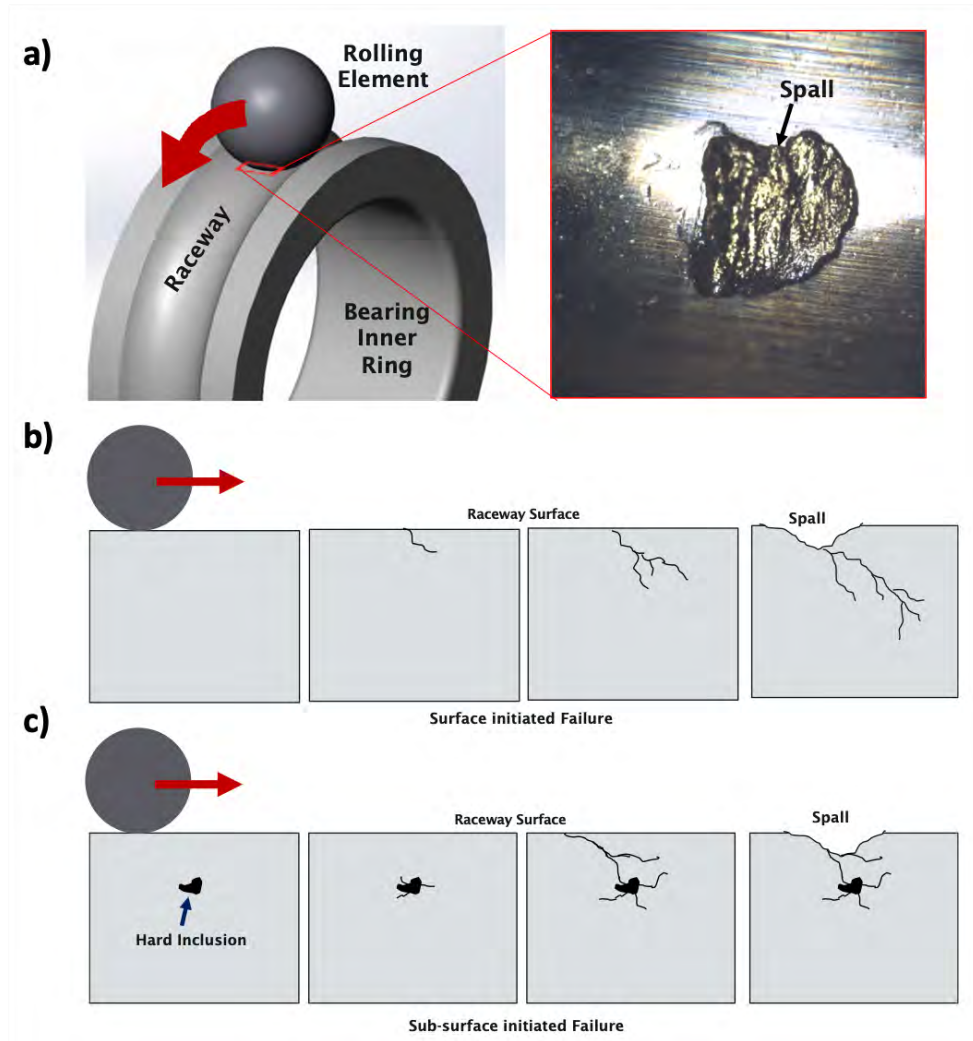 a)
Rolling
Element
Spall
Raceway
Bearing
Inner
Ring
b)
Raceway Surface
Spall
Surface initiated Failure
c)
Raceway Surface
Spall
Hard Inclusion
Sub-surface initiated Failure